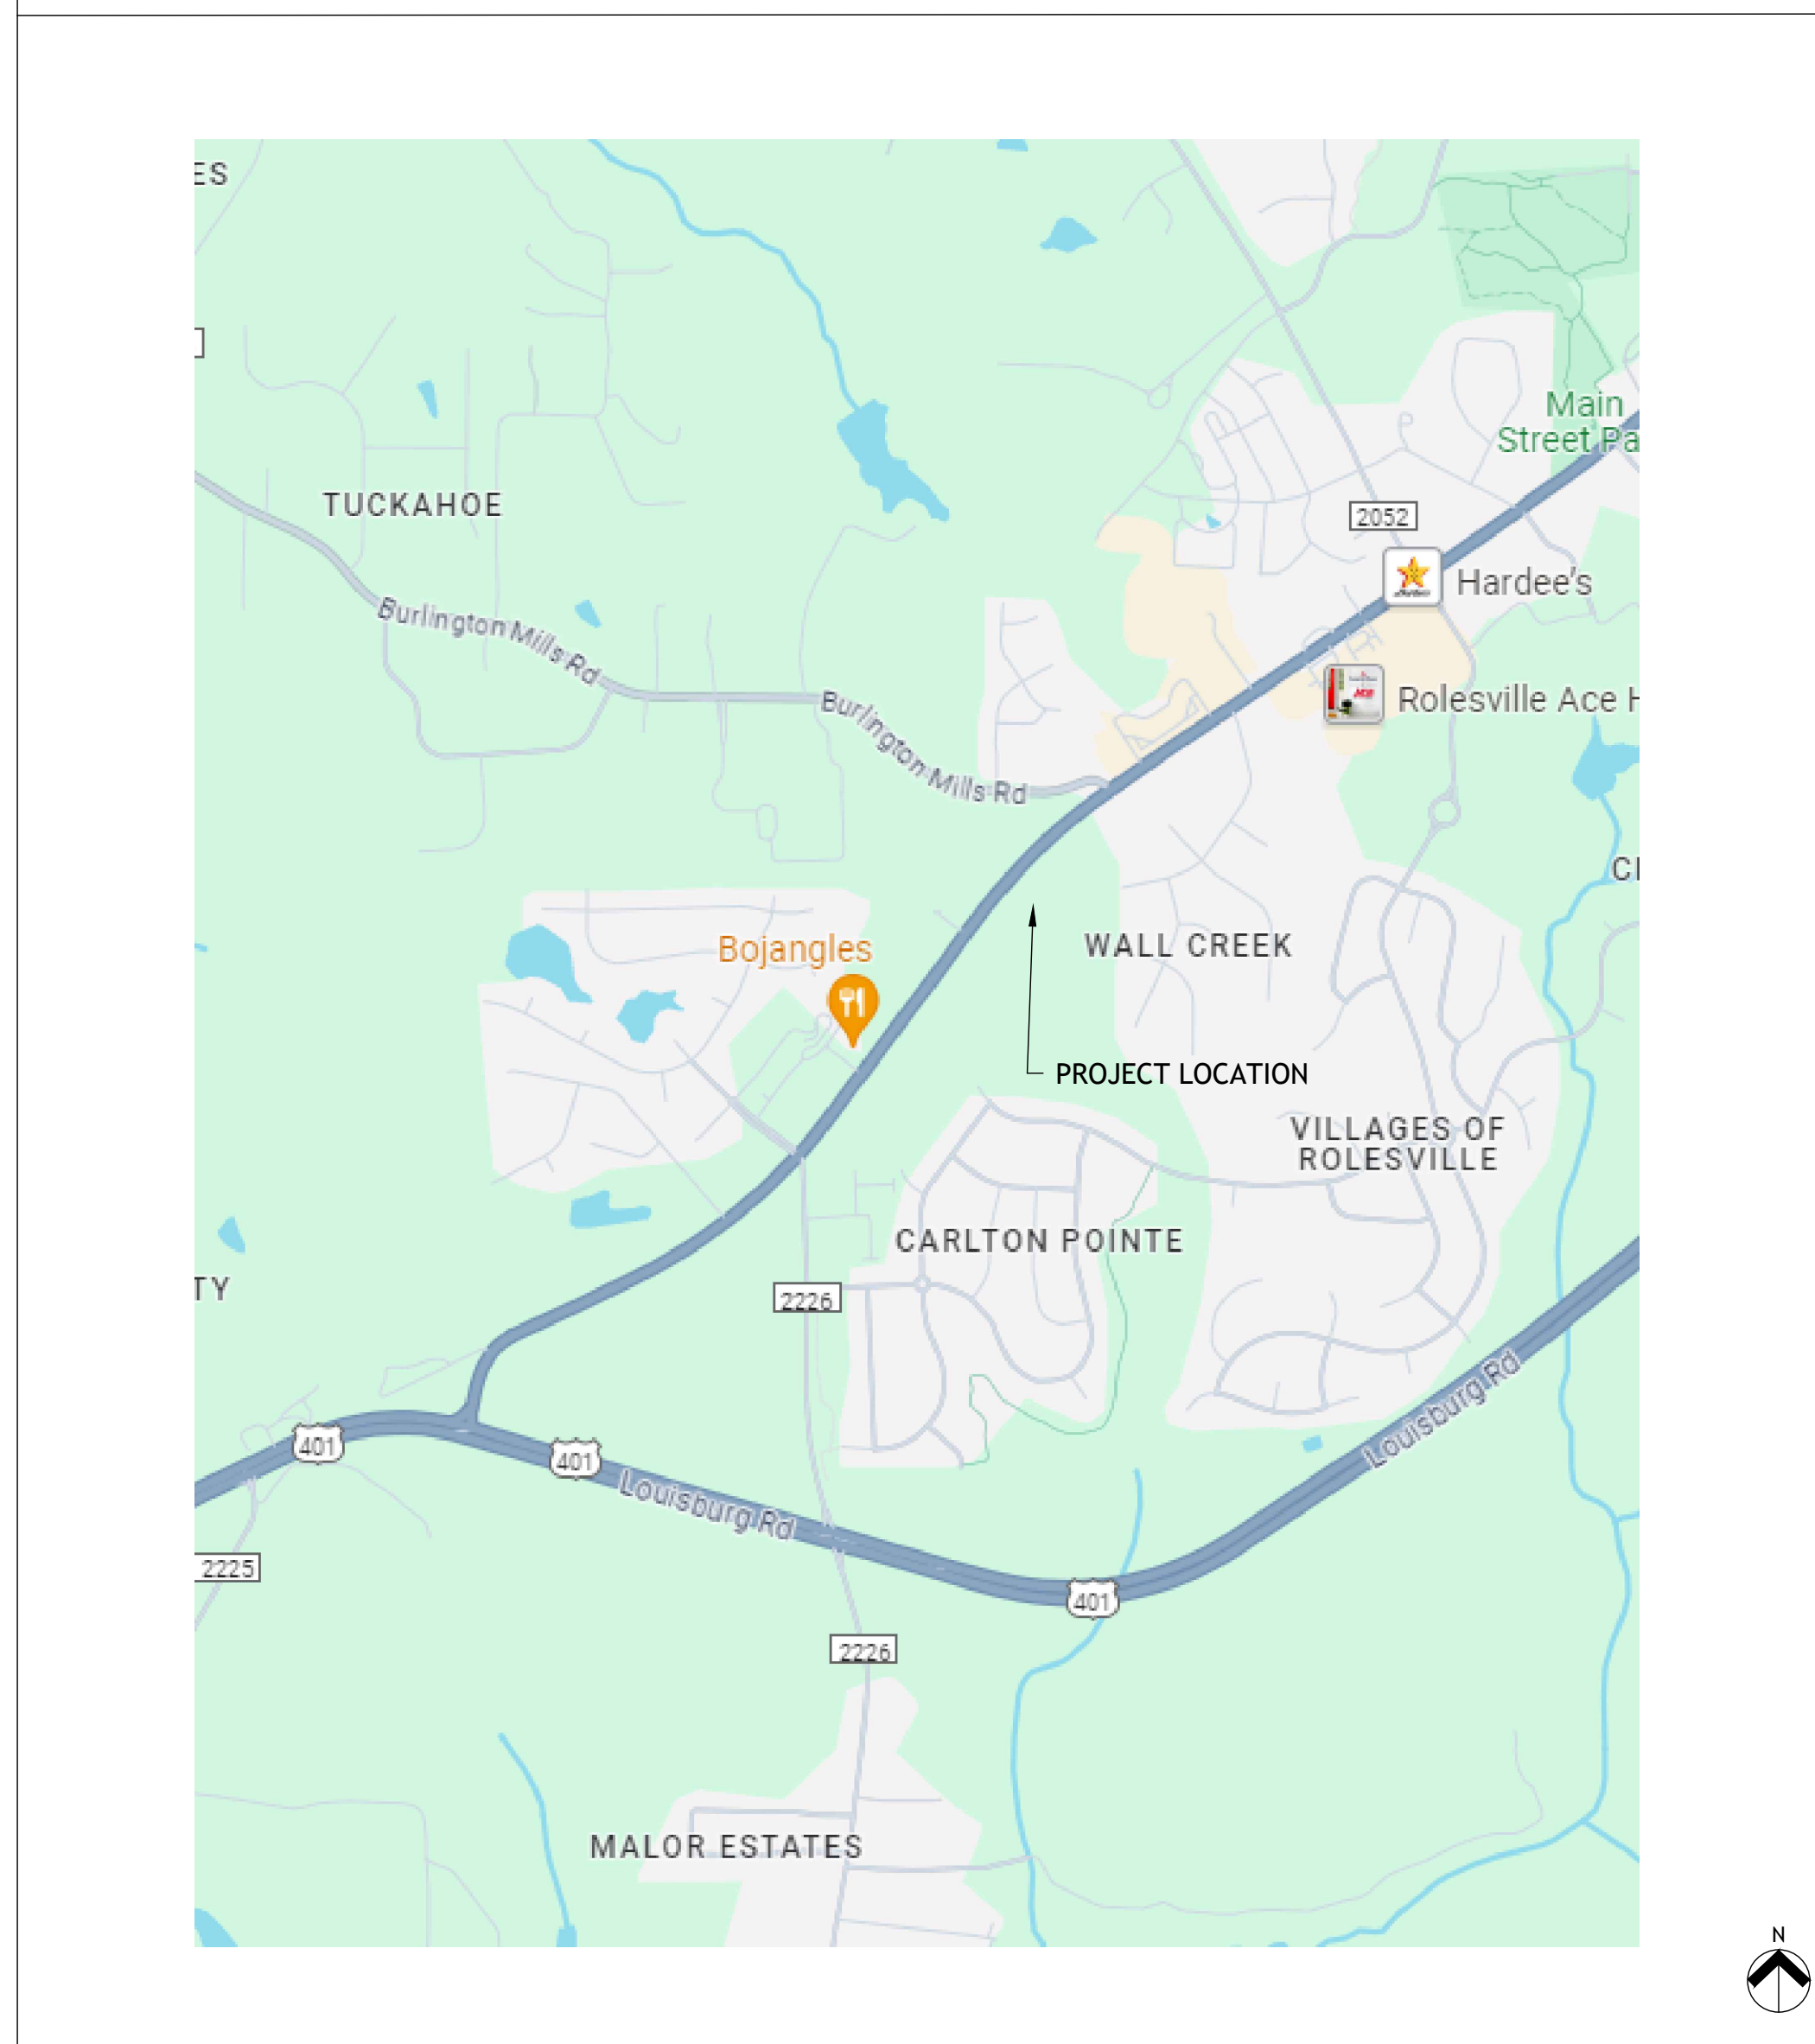 ES
Main
Street Pa
TUCKAHOE
2052
Hardee's
Burlington Mills Rd
Rolesville Ace H
Burlington Mills Rd
CI
WALL CREEK
Bojangles
PROJECT LOCATION
VILLAGES OF
ROLESVILLE
CARLTON POINTE
TY
2226
401
401
Louisburg Rd
Louisburg Rd
2225
401
2226
MALOR ESTATES
N